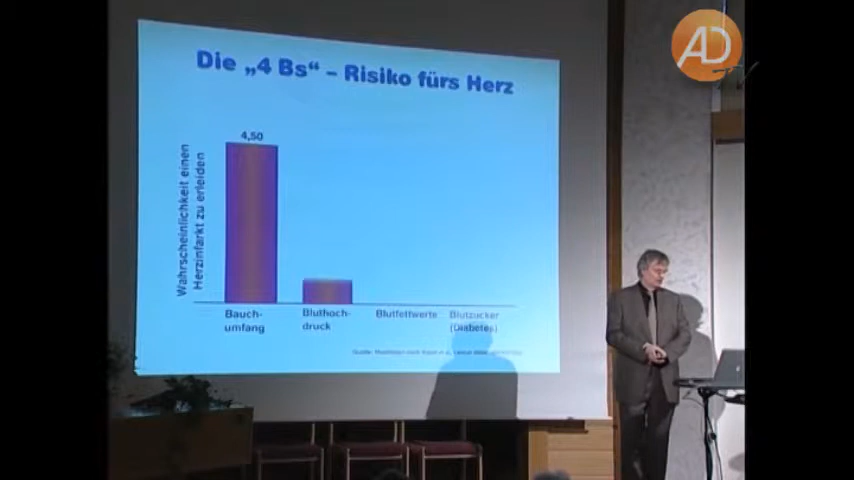 AD
TV
Die „4 Bs“ – Risiko fürs Herz
4,50
Wahrscheinlichkeit einen
Herzinfarkt zu erleiden
Bauch-
umfang
Bluthoch-
druck
Blutfettwerte
Blutzucker
(Diabetes)